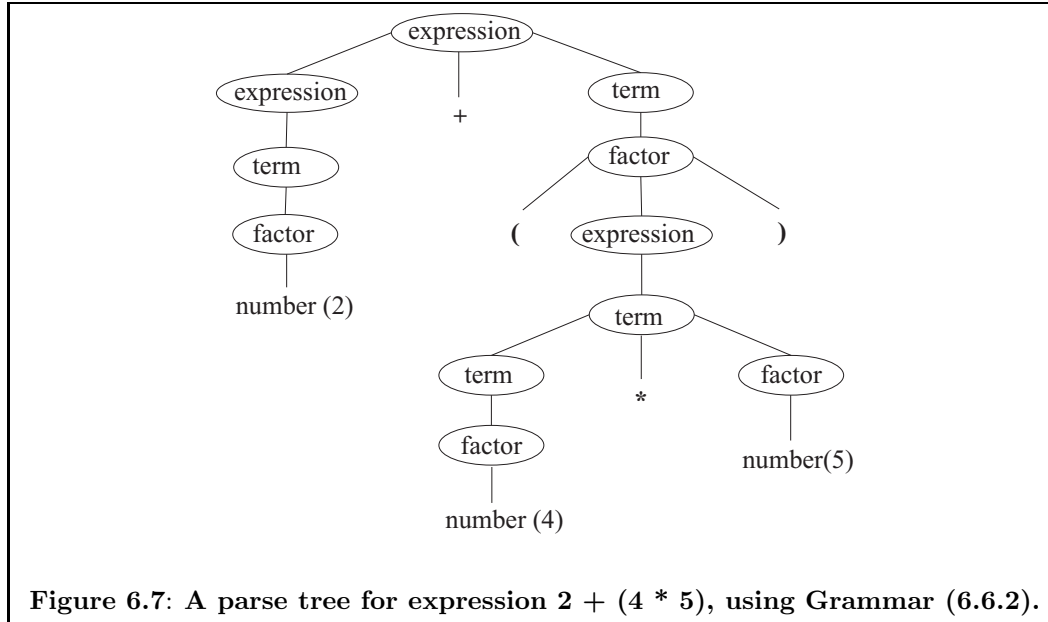 expression
expression + term
term factor
factor ( expression )
number (2) term
term * factor
factor number(5)
number (4)
Figure 6.7: A parse tree for expression 2 + (4 * 5), using Grammar (6.6.2).